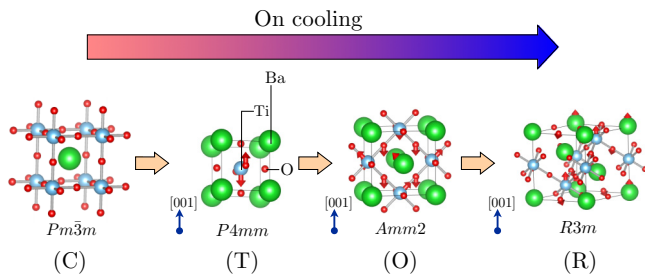 On cooling
Ba
Ti
O
[001]
[001]
[001]
Pm3̄m
P4mm
Amm2
R3m
(C)
(T)
(O)
(R)